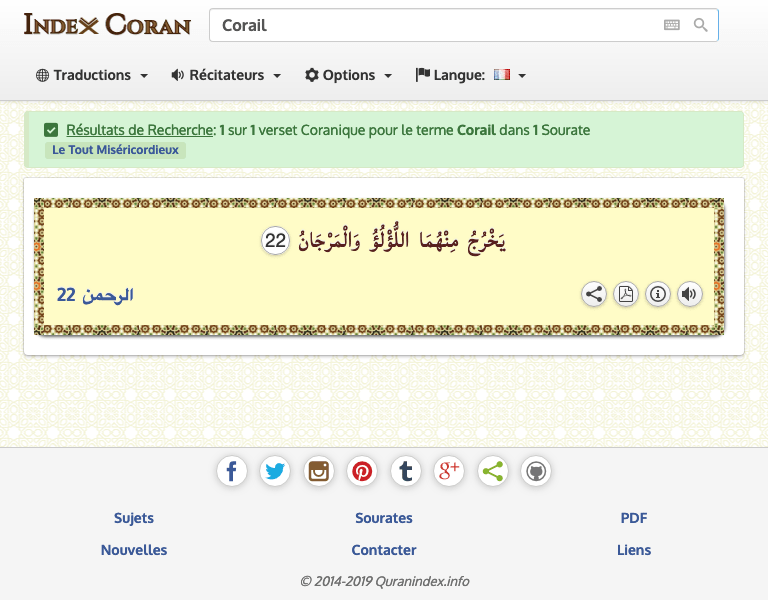 INDEX CORAN
Corail
Traductions
Récitateurs
Options
Langue:
Résultats de Recherche: 1 sur 1 verset Coranique pour le terme Corail dans 1 Sourate
Le Tout Miséricordieux
يَخْرُجُ مِنْهُمَا اللُّؤْلُؤُ وَالْمَرْجَانُ 22
الرحمن 22
f t g+
Sujets Sourates PDF
Nouvelles Contacter Liens
© 2014-2019 Quranindex.info